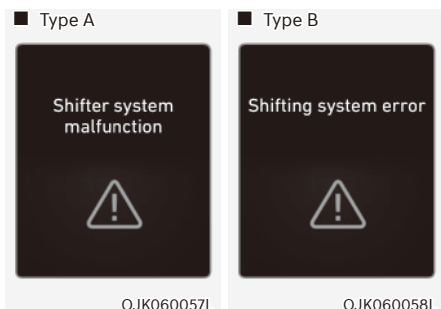 ■ Type A
■ Type B
Shifter system
malfunction
Shifting system error
OJK060057L
OJK060058L